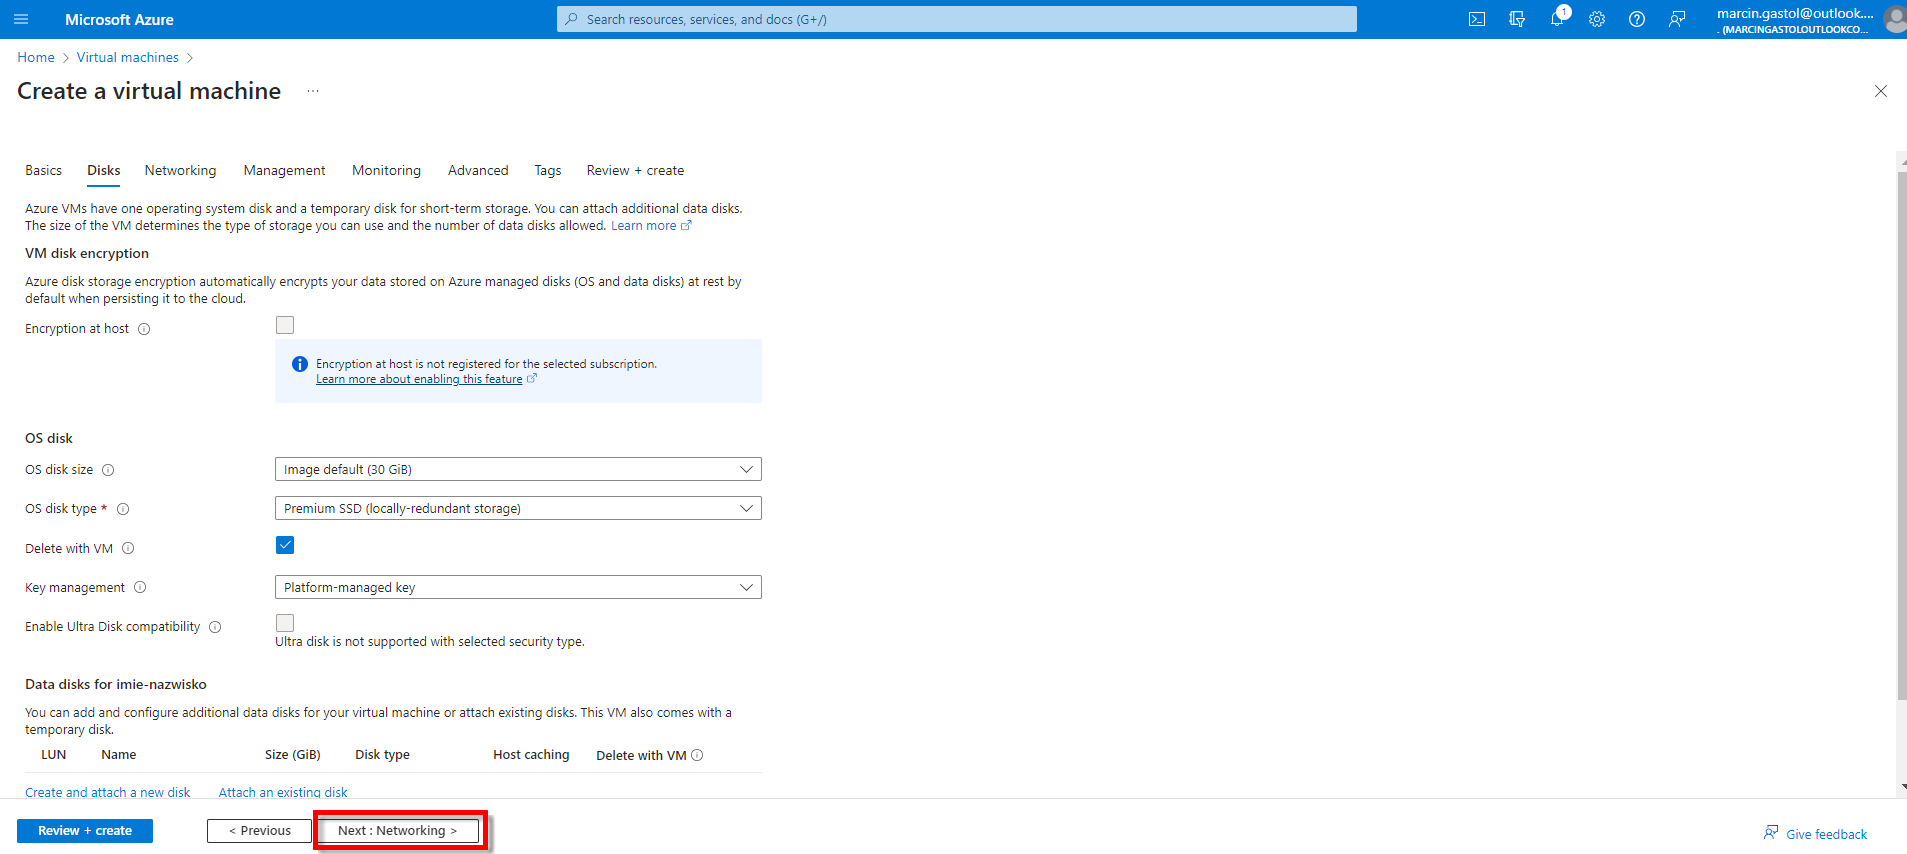 Microsoft Azure
Search resources, services, and docs (G+/)
1
marcin.gastol@outlook....
. (MARCINGASTOLOUTLOOKCO...
Home > Virtual machines >
Create a virtual machine ...
Basics Disks Networking Management Monitoring Advanced Tags Review + create
Azure VMs have one operating system disk and a temporary disk for short-term storage. You can attach additional data disks.
The size of the VM determines the type of storage you can use and the number of data disks allowed. Learn more
VM disk encryption
Azure disk storage encryption automatically encrypts your data stored on Azure managed disks (OS and data disks) at rest by
default when persisting it to the cloud.
Encryption at host
Encryption at host is not registered for the selected subscription.
Learn more about enabling this feature
OS disk
OS disk size Image default (30 GiB)
OS disk type * Premium SSD (locally-redundant storage)
Delete with VM
Key management Platform-managed key
Enable Ultra Disk compatibility
Ultra disk is not supported with selected security type.
Data disks for imie-nazwisko
You can add and configure additional data disks for your virtual machine or attach existing disks. This VM also comes with a
temporary disk.
LUN Name Size (GiB) Disk type Host caching Delete with VM
Create and attach a new disk Attach an existing disk
Review + create < Previous Next : Networking > Give feedback